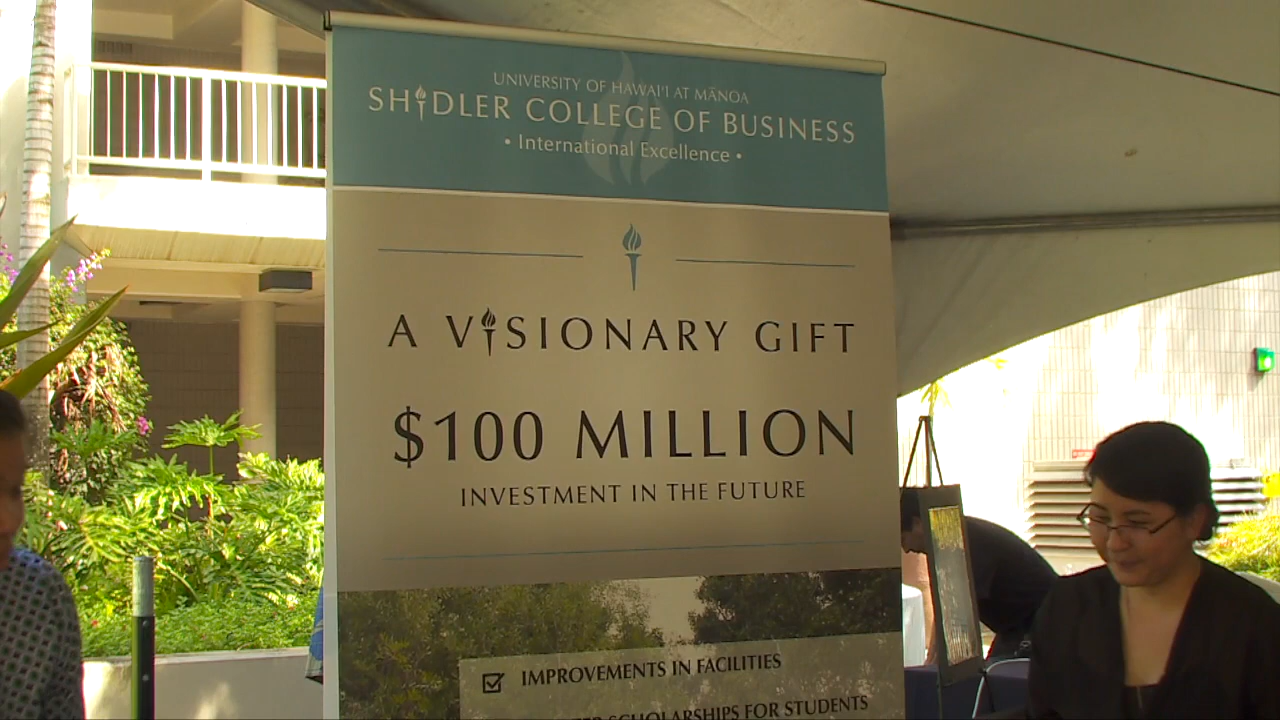 UNIVERSITY OF HAWAI'I AT MĀNOA
SHIDLER COLLEGE OF BUSINESS
• International Excellence •
A VISIONARY GIFT
$100 MILLION
INVESTMENT IN THE FUTURE
IMPROVEMENTS IN FACILITIES
SCHOLARSHIPS FOR STUDENTS